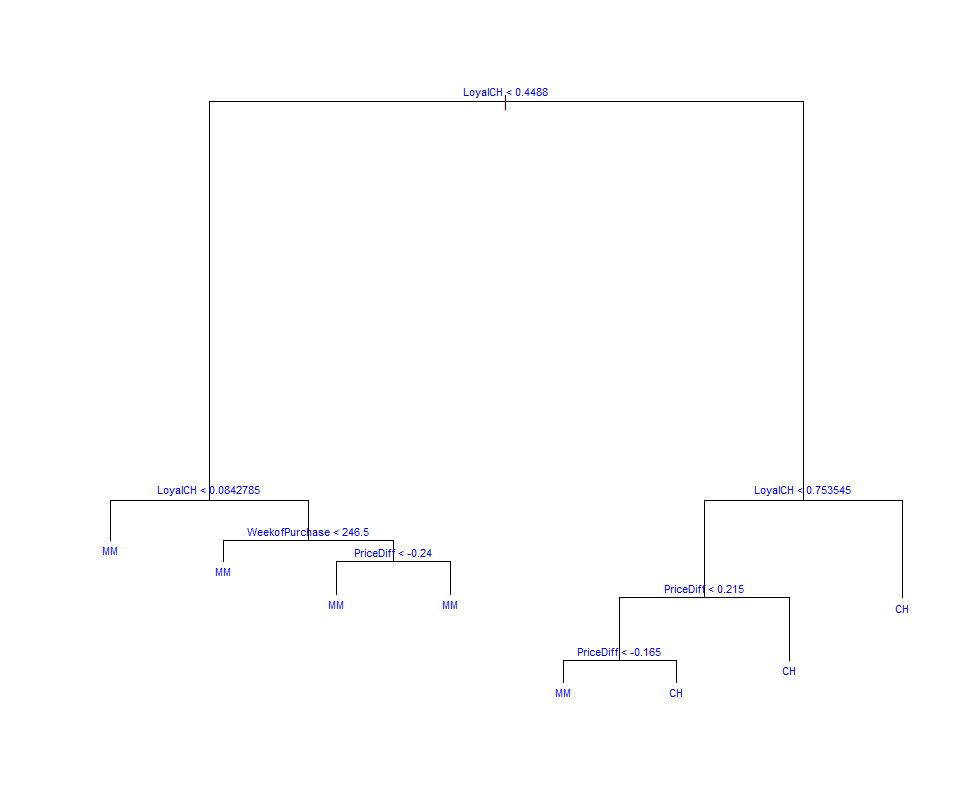 LoyalCH < 0.4488
LoyalCH < 0.0842785
LoyalCH < 0.753545
WeekofPurchase < 246.5
MM
PriceDiff < -0.24
MM
PriceDiff < 0.215
MM
MM
CH
PriceDiff < -0.165
CH
MM
CH